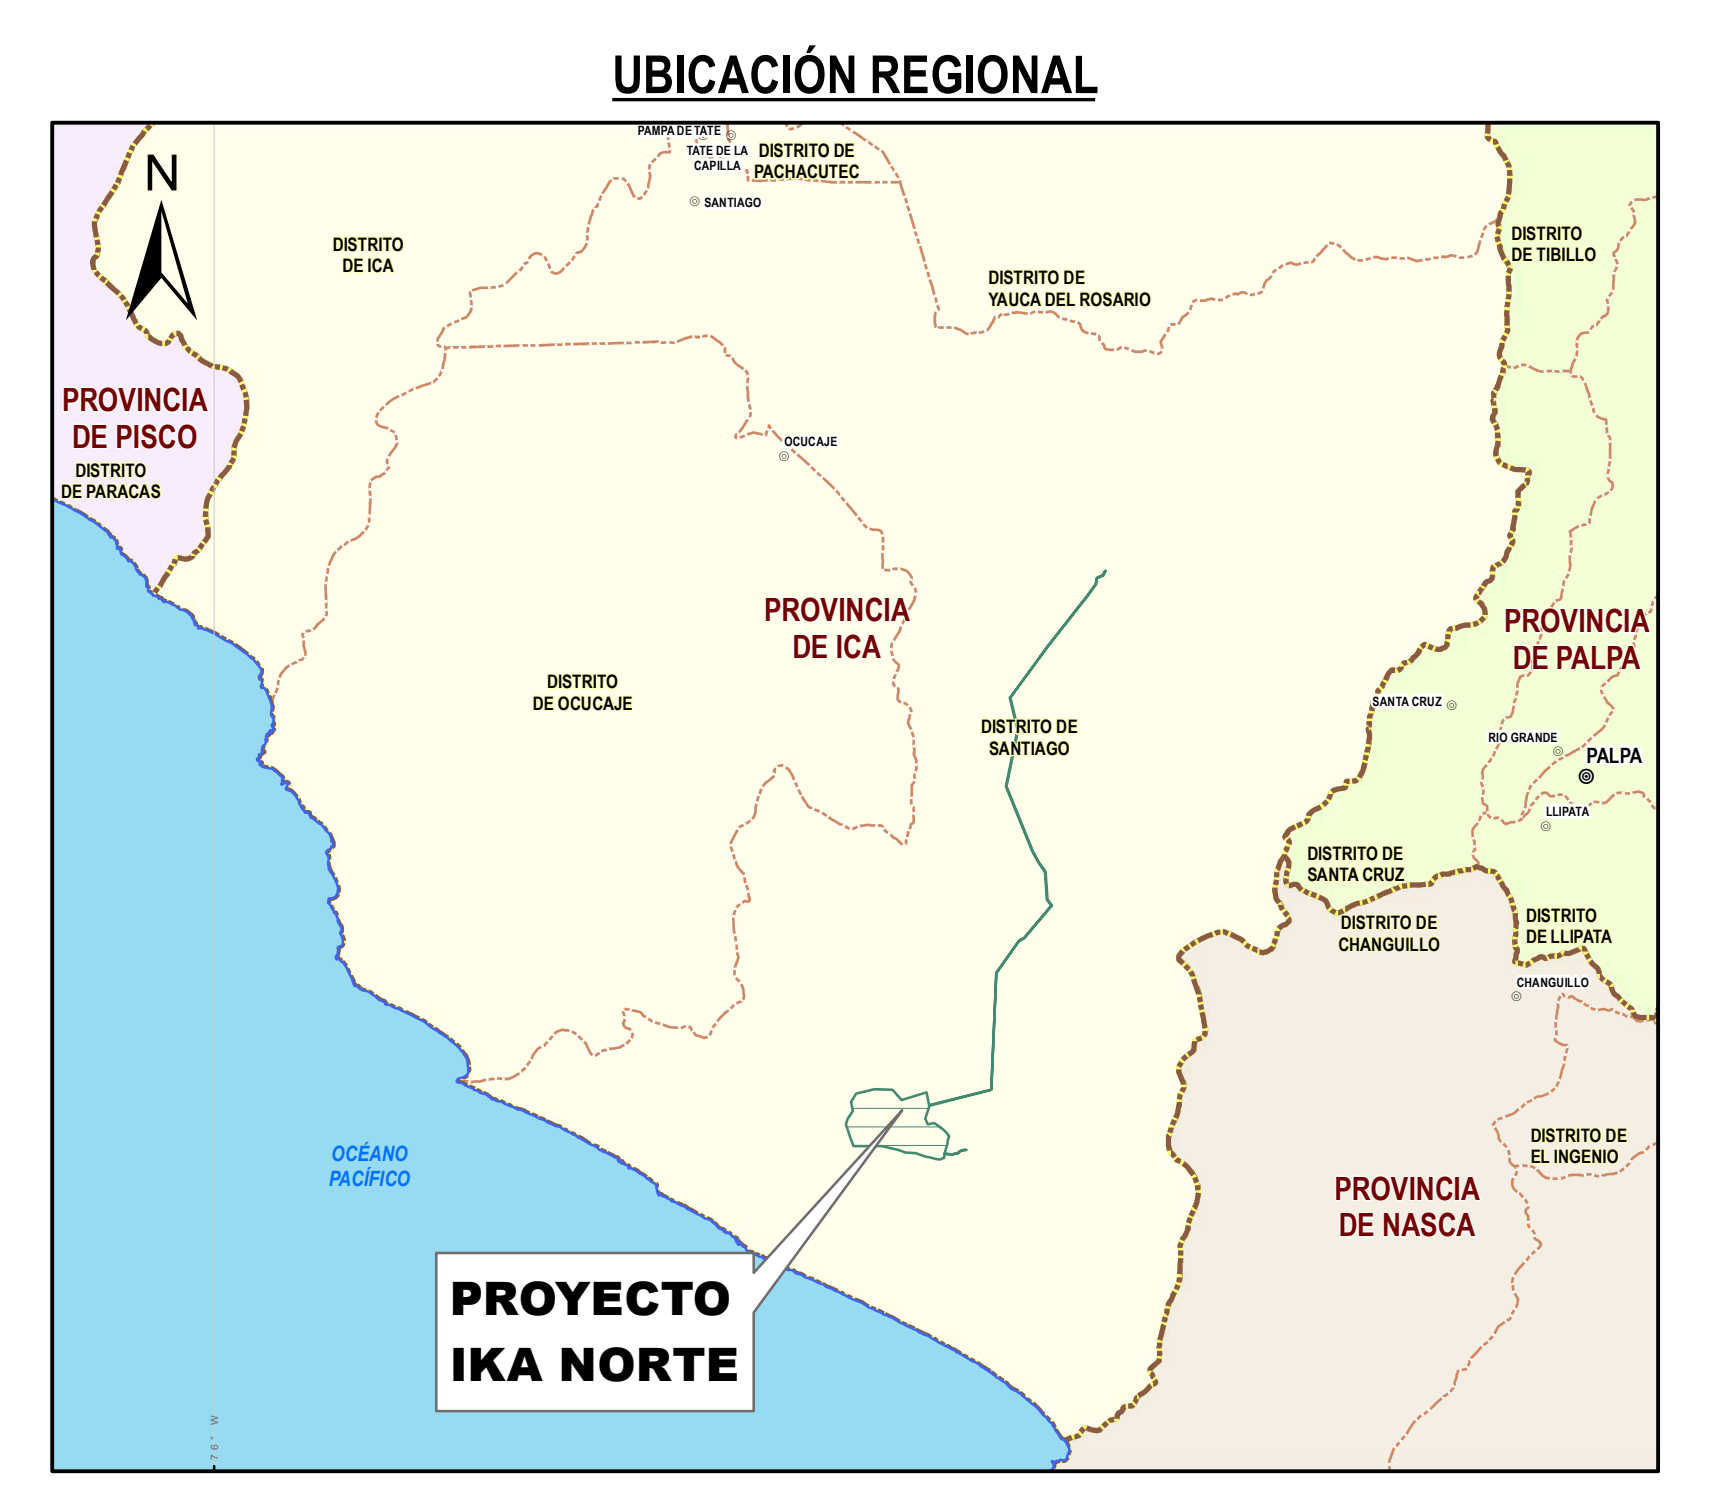 UBICACIÓN REGIONAL
PAMPA DE TATE
TATE DE LA
CAPILLA
DISTRITO DE
PACHACUTEC
N
SANTIAGO
DISTRITO
DE ICA
DISTRITO
DE TIBILLO
DISTRITO DE
YAUCA DEL ROSARIO
PROVINCIA
DE PISCO
DISTRITO
DE PARACAS
OCUCAJE
PROVINCIA
DE ICA
PROVINCIA
DE PALPA
DISTRITO
DE OCUCAJE
SANTA CRUZ
DISTRITO DE
SANTIAGO
RIO GRANDE
PALPA
LLIPATA
DISTRITO DE
SANTA CRUZ
DISTRITO DE
CHANGUILLO
DISTRITO
DE LLIPATA
CHANGUILLO
DISTRITO DE
EL INGENIO
OCÉANO
PACÍFICO
PROVINCIA
DE NASCA
PROYECTO
IKA NORTE
76° W